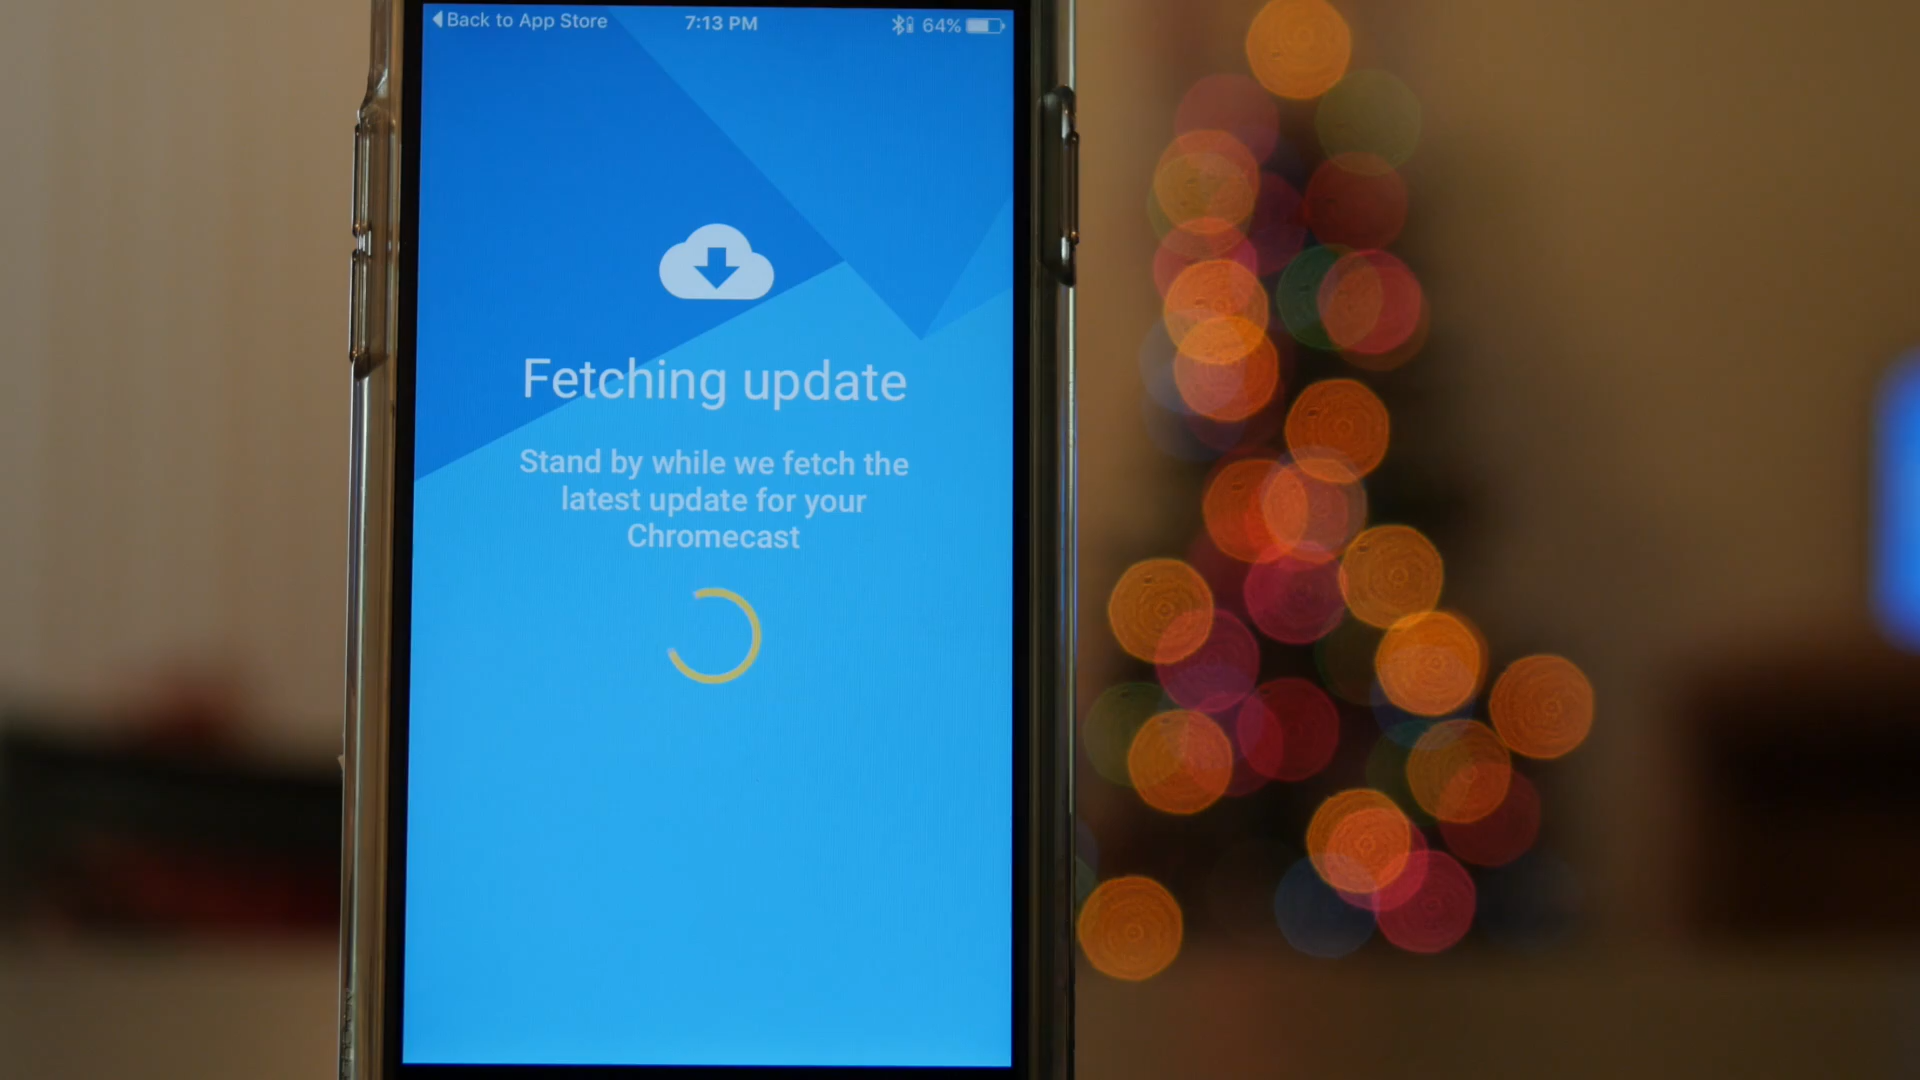 Back to App Store 7:13 PM 64%
Fetching update
Stand by while we fetch the
latest update for your
Chromecast